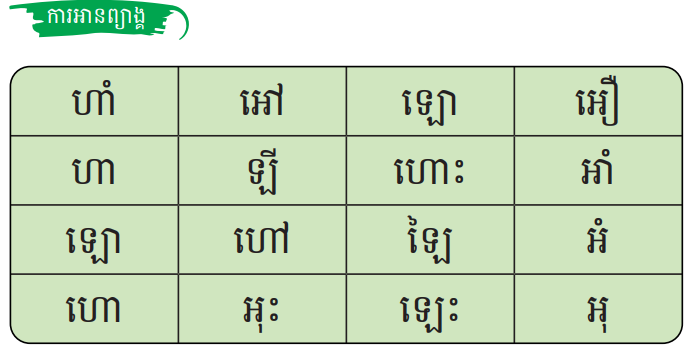 ការអានព្យាង្គ
ហាំ អៅ ឡោ អឿ
ហា ឡី ហោះ អាំ
ឡោ ហៅ ឡៃ អំ
ហោ អុះ ឡេះ អុ